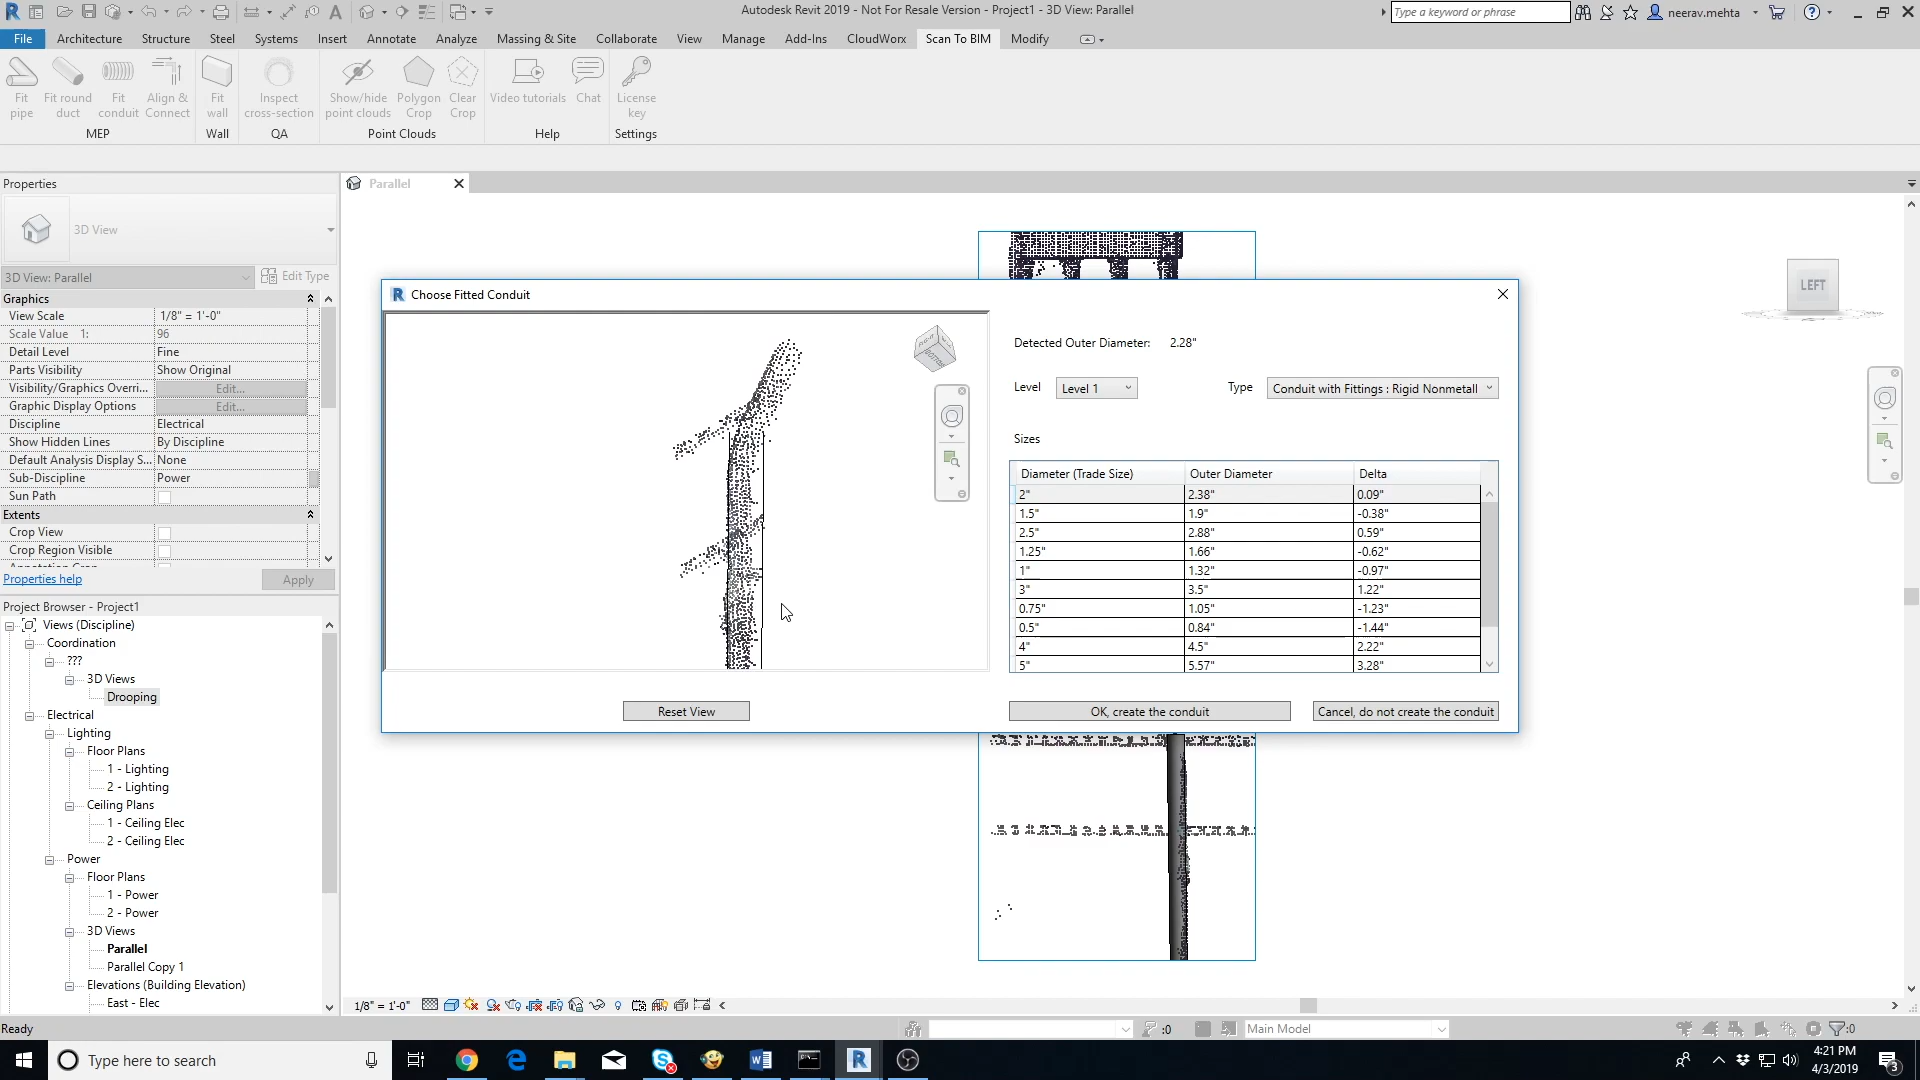 Autodesk Revit 2019 - Not For Resale Version - Project1 - 3D View: Parallel
Type a keyword or phrase
neerav.mehta
File
Architecture
Structure
Steel
Systems
Insert
Annotate
Analyze
Massing & Site
Collaborate
View
Manage
Add-Ins
CloudWorx
Scan To BIM
Modify
Fit pipe
Fit round duct
Fit conduit
Align & Connect
Fit wall
Inspect cross-section
Show/hide point clouds
Polygon Crop
Clear Crop
Video tutorials
Chat
License key
MEP
Wall
QA
Point Clouds
Help
Settings
Properties
3D View
3D View: Parallel
Edit Type
Graphics
View Scale 1/8" = 1'-0"
Scale Value 1: 96
Detail Level Fine
Parts Visibility Show Original
Visibility/Graphics Overri... Edit...
Graphic Display Options Edit...
Discipline Electrical
Show Hidden Lines By Discipline
Default Analysis Display S... None
Sub-Discipline Power
Sun Path
Extents
Crop View
Crop Region Visible
Properties help
Apply
Project Browser - Project1
Views (Discipline)
Coordination
???
3D Views
Drooping
Electrical
Lighting
Floor Plans
1 - Lighting
2 - Lighting
Ceiling Plans
1 - Ceiling Elec
2 - Ceiling Elec
Power
Floor Plans
1 - Power
2 - Power
3D Views
Parallel
Parallel Copy 1
Elevations (Building Elevation)
East - Elec
Parallel
LEFT
Choose Fitted Conduit
BOTTOM
Detected Outer Diameter: 2.28"
Level Level 1
Type Conduit with Fittings : Rigid Nonmetall
Sizes
Diameter (Trade Size) Outer Diameter Delta
2" 2.38" 0.09"
1.5" 1.9" -0.38"
2.5" 2.88" 0.59"
1.25" 1.66" -0.62"
1" 1.32" -0.97"
3" 3.5" 1.22"
0.75" 1.05" -1.23"
0.5" 0.84" -1.44"
4" 4.5" 2.22"
5" 5.57" 3.28"
Reset View
OK, create the conduit
Cancel, do not create the conduit
1/8" = 1'-0"
Ready
:0
Main Model
:0
Type here to search
4:21 PM
4/3/2019
3